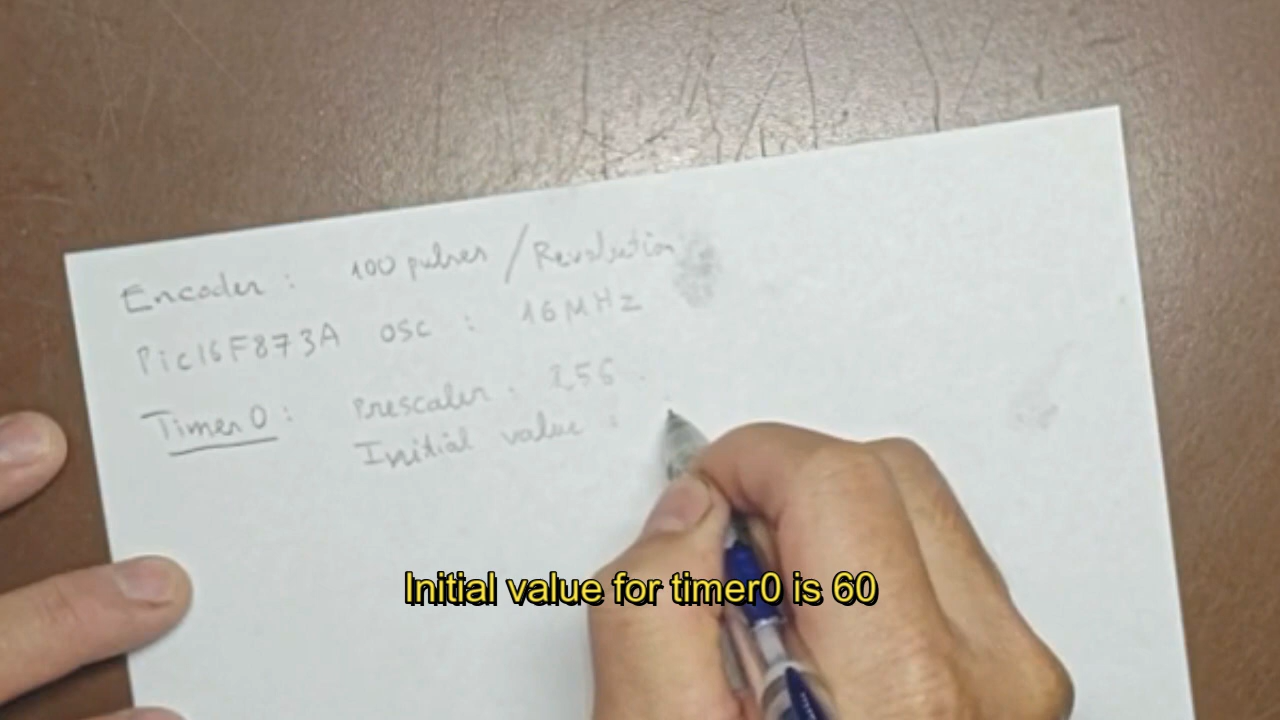 Encoder : 100 pulses / Revolution
Pic16F873A OSC : 16MHz
Timer0 : Prescaler : 256
Initial value :
Initial value for timer0 is 60